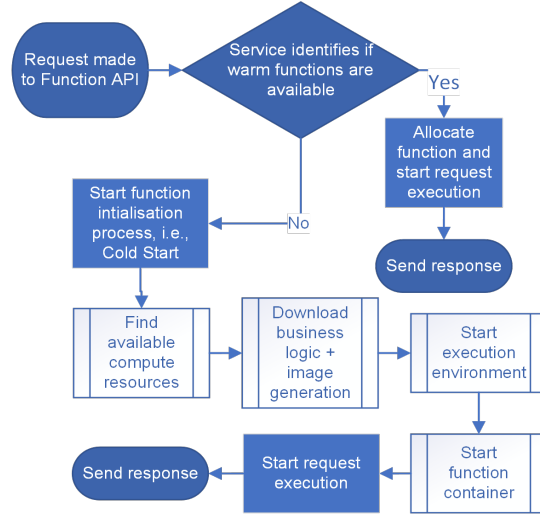 Request made
to Function API
Service identifies if
warm functions are
available
Yes
Allocate
function and
start request
execution
Send response
No
Start function
intialisation
process, i.e.,
Cold Start
Find
available
compute
resources
Download
business
logic +
image
generation
Start
execution
environment
Start
function
container
Start request
execution
Send response